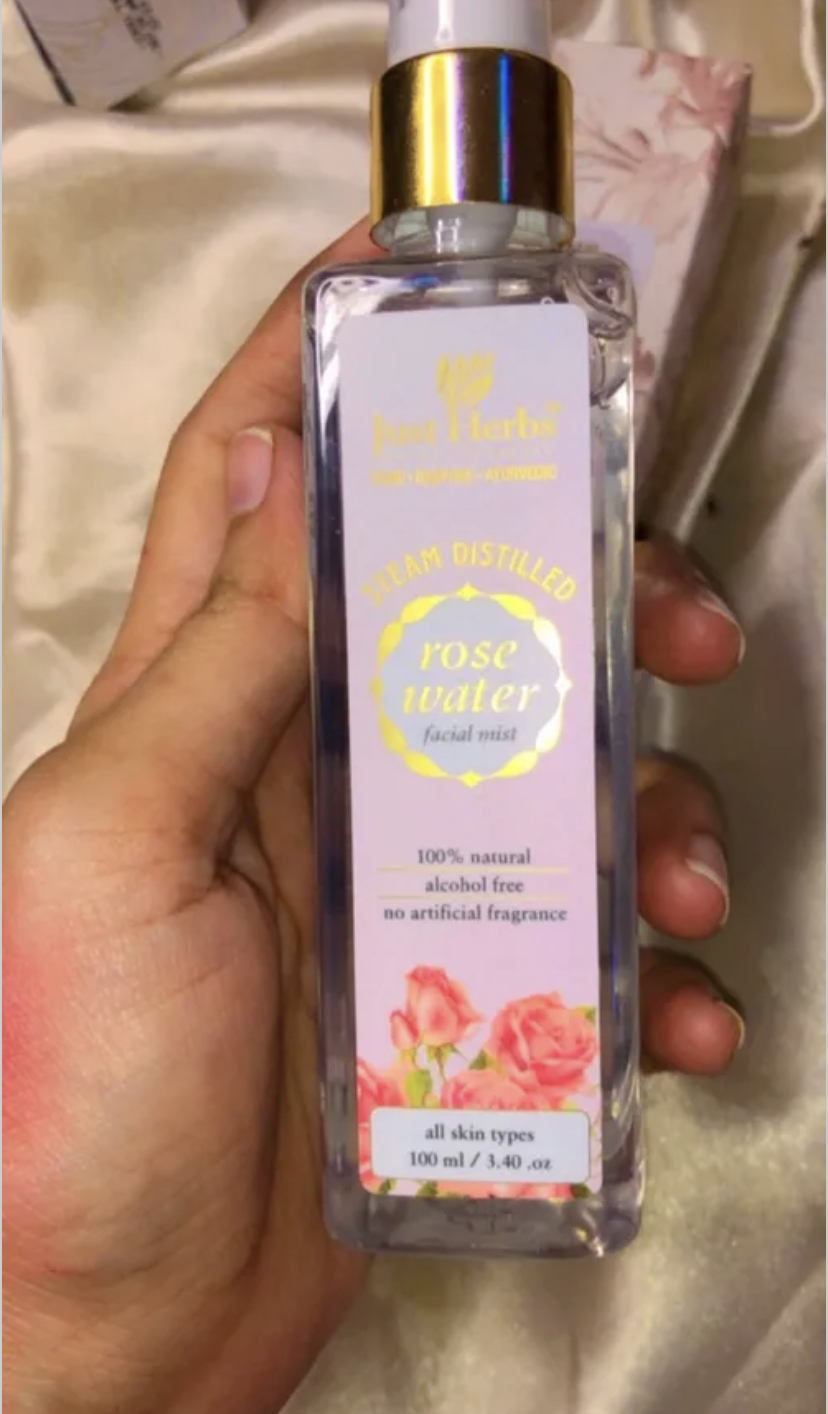 Just Herbs
AYURVEDIC
STEAM DISTILLED
rose
water
facial mist
100% natural
alcohol free
no artificial fragrance
all skin types
100 ml / 3.40 .oz